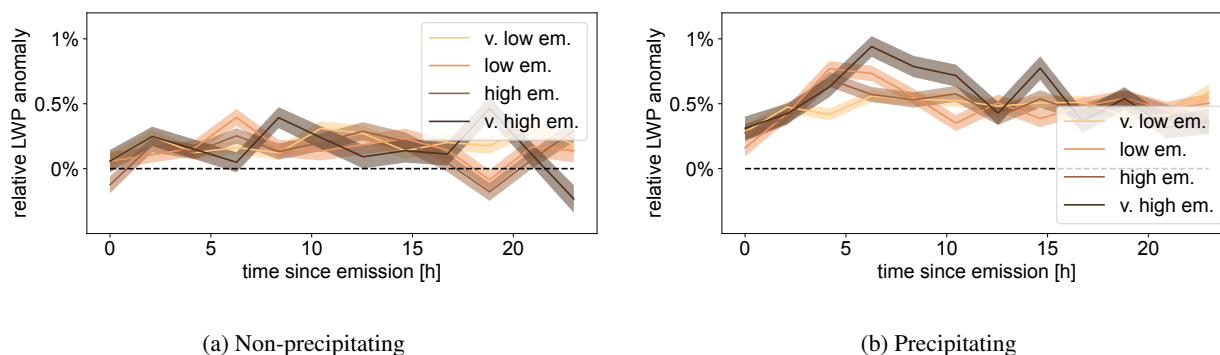 1%
0.5%
0%
relative LWP anomaly
v. low em.
low em.
high em.
v. high em.
0 5 10 15 20
time since emission [h]
(a) Non-precipitating
1%
0.5%
0%
relative LWP anomaly
v. low em.
low em.
high em.
v. high em.
0 5 10 15 20
time since emission [h]
(b) Precipitating